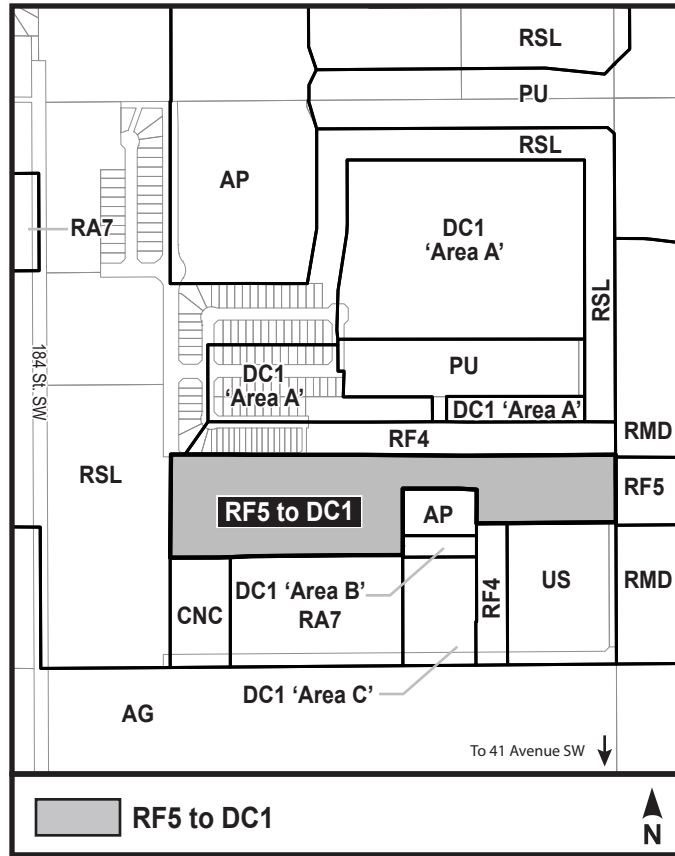 RSL
PU
RSL
AP
RA7
DC1
'Area A'
RSL
184 St. SW
PU
DC1
'Area A'
DC1 'Area A'
RF4
RMD
RSL
RF5 to DC1
AP
RF5
DC1 'Area B'
CNC
RA7
RF4
US
RMD
DC1 'Area C'
AG
To 41 Avenue SW
RF5 to DC1
N